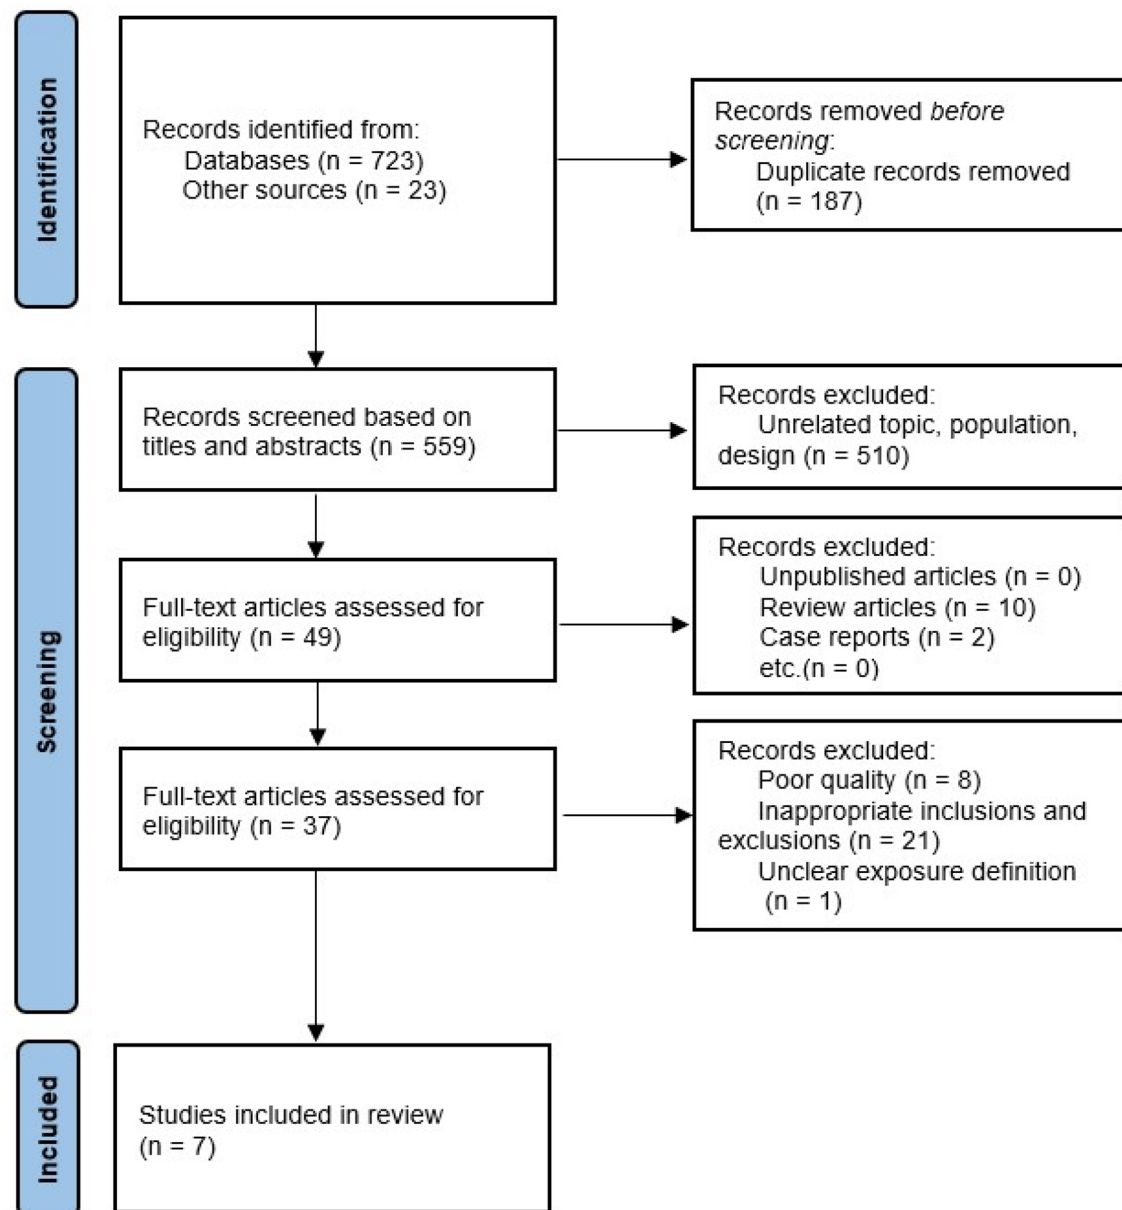 Identification
Records identified from:
Databases (n = 723)
Other sources (n = 23)
Records removed before
screening:
Duplicate records removed
(n = 187)
Screening
Records screened based on
titles and abstracts (n = 559)
Records excluded:
Unrelated topic, population,
design (n = 510)
Full-text articles assessed for
eligibility (n = 49)
Records excluded:
Unpublished articles (n = 0)
Review articles (n = 10)
Case reports (n = 2)
etc.(n = 0)
Full-text articles assessed for
eligibility (n = 37)
Records excluded:
Poor quality (n = 8)
Inappropriate inclusions and
exclusions (n = 21)
Unclear exposure definition
(n = 1)
Included
Studies included in review
(n = 7)